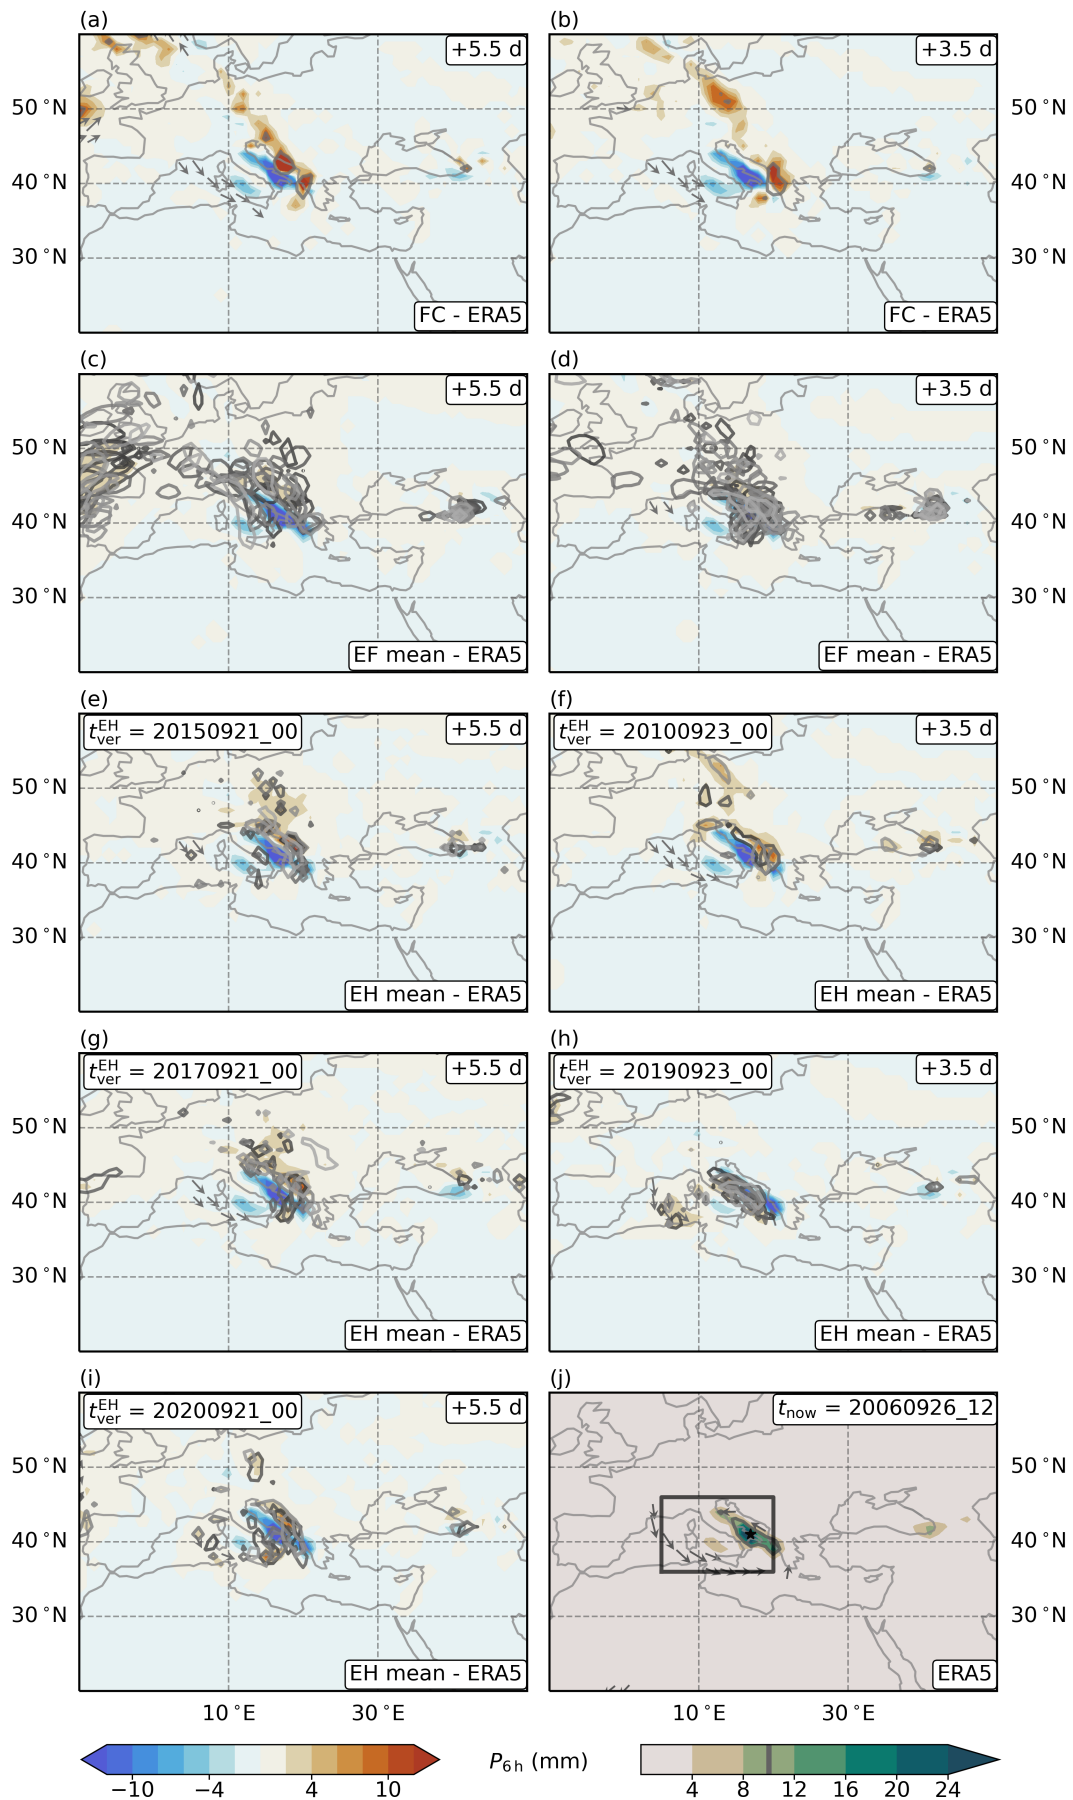 (a) (b)
+5.5 d +3.5 d
50°N 50°N
40°N 40°N
30°N 30°N
FC - ERA5 FC - ERA5
(c) (d)
+5.5 d +3.5 d
50°N 50°N
40°N 40°N
30°N 30°N
EF mean - ERA5 EF mean - ERA5
(e) (f)
t_ver^EH = 20150921_00 +5.5 d t_ver^EH = 20100923_00 +3.5 d
50°N 50°N
40°N 40°N
30°N 30°N
EH mean - ERA5 EH mean - ERA5
(g) (h)
t_ver^EH = 20170921_00 +5.5 d t_ver^EH = 20190923_00 +3.5 d
50°N 50°N
40°N 40°N
30°N 30°N
EH mean - ERA5 EH mean - ERA5
(i) (j)
t_ver^EH = 20200921_00 +5.5 d t_now = 20060926_12
50°N 50°N
40°N 40°N
30°N 30°N
EH mean - ERA5 ERA5
10°E 30°E 10°E 30°E
P_6h (mm)
−10 −4 4 10 4 8 12 16 20 24